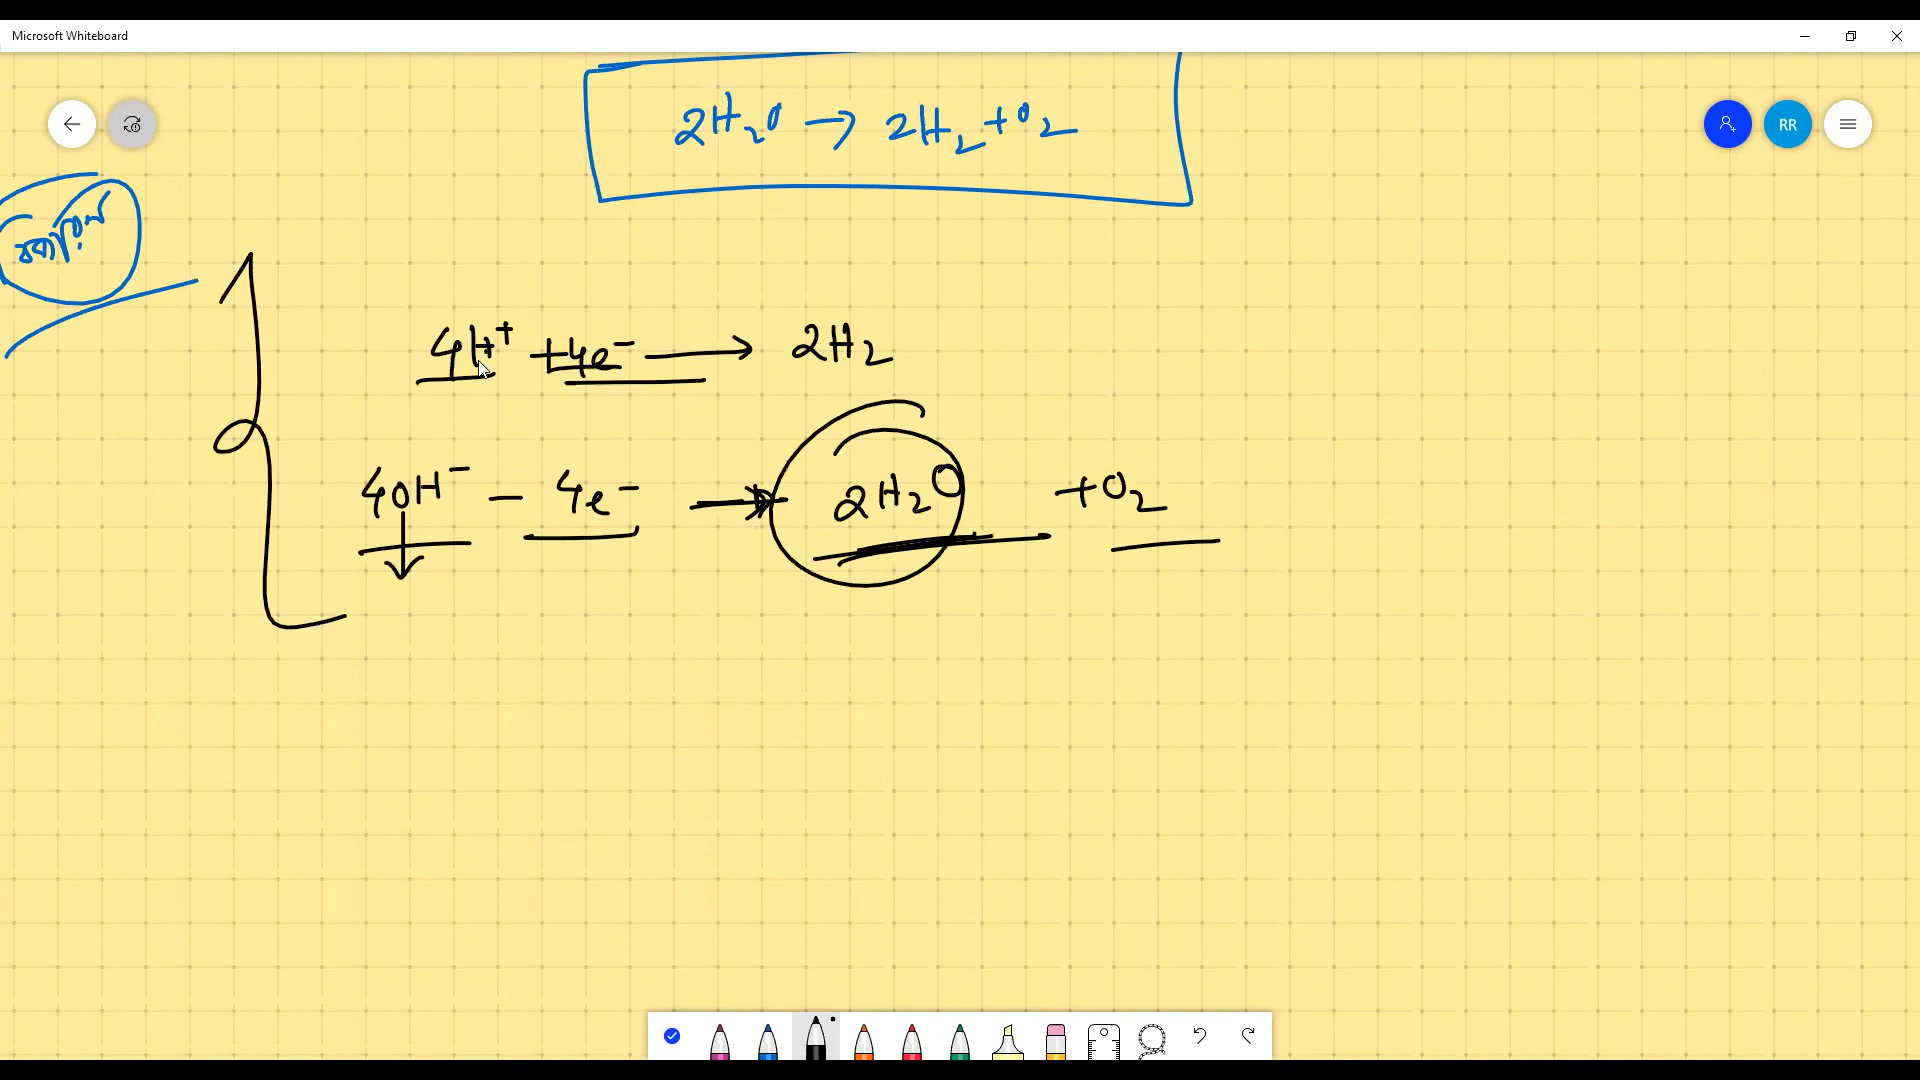 Microsoft Whiteboard
2H₂O → 2H₂ + O₂
RR
4H⁺ + 4e⁻ → 2H₂
4OH⁻ - 4e⁻ → 2H₂O + O₂